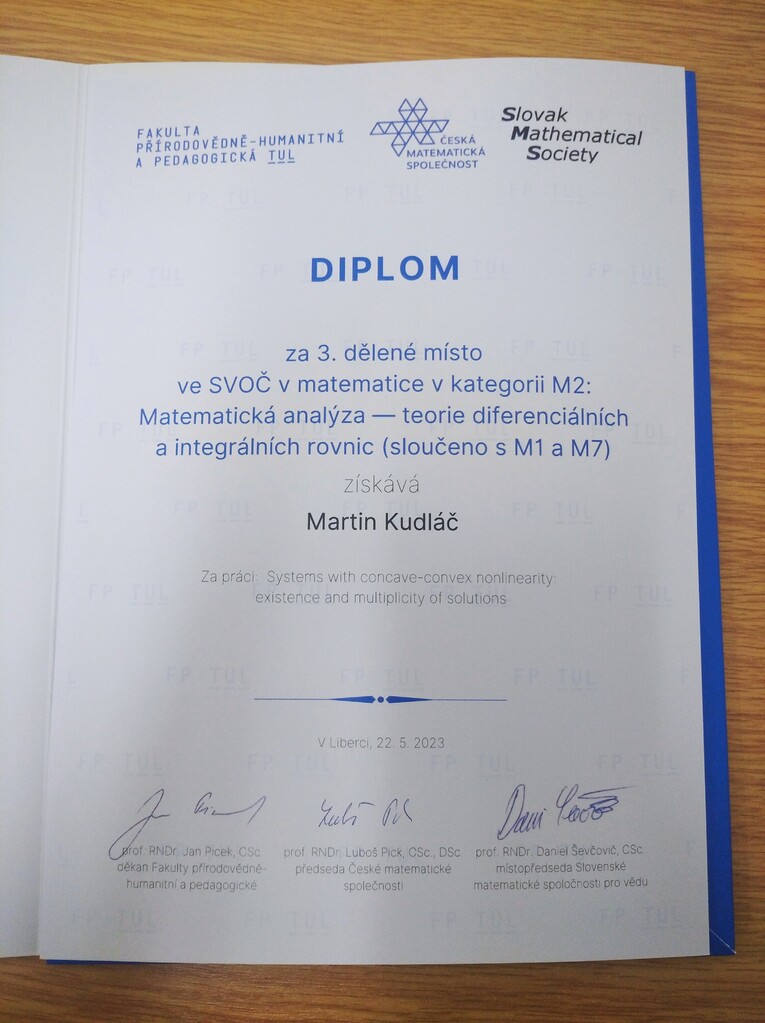 FAKULTA
PŘÍRODOVĚDNĚ-HUMANITNÍ
A PEDAGOGICKÁ TUL
ČESKÁ
MATEMATICKÁ
SPOLEČNOST
Slovak
Mathematical
Society
DIPLOM
za 3. dělené místo
ve SVOČ v matematice v kategorii M2:
Matematická analýza — teorie diferenciálních
a integrálních rovnic (sloučeno s M1 a M7)
získává
Martin Kudláč
Za práci: Systems with concave-convex nonlinearity:
existence and multiplicity of solutions
V Liberci, 22. 5. 2023
prof. RNDr. Jan Picek, CSc.
děkan Fakulty přírodovědně-
humanitní a pedagogické
prof. RNDr. Luboš Pick, CSc., DSc.
předseda České matematické
společnosti
prof. RNDr. Daniel Ševčovič, CSc.
místopředseda Slovenské
matematické spoločnosti pro vědu